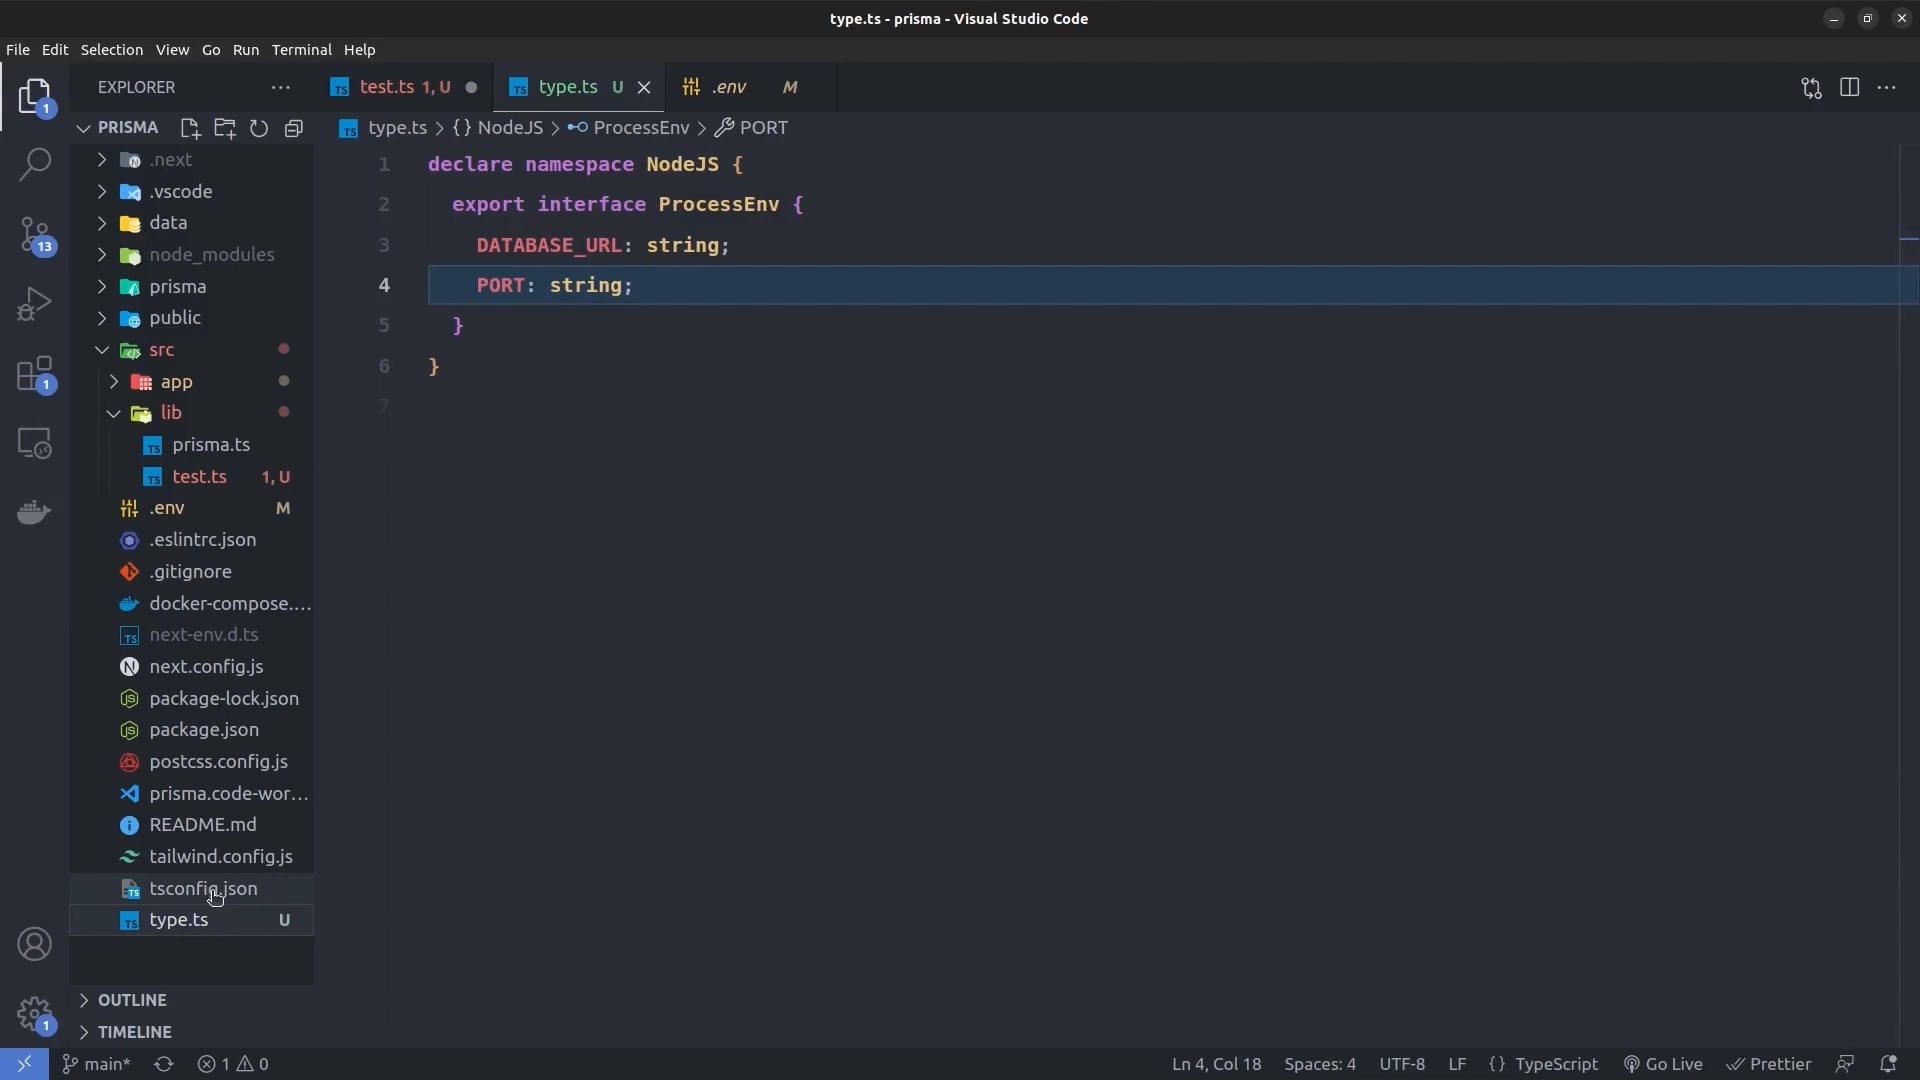 type.ts - prisma - Visual Studio Code
File Edit Selection View Go Run Terminal Help
EXPLORER
test.ts 1, U
type.ts U
.env M
PRISMA
type.ts > {} NodeJS > ProcessEnv > PORT
1 declare namespace NodeJS {
2 export interface ProcessEnv {
3 DATABASE_URL: string;
4 PORT: string;
5 }
6 }
7
.next
.vscode
data
node_modules
prisma
public
src
app
lib
prisma.ts
test.ts 1, U
.env M
.eslintrc.json
.gitignore
docker-compose....
next-env.d.ts
next.config.js
package-lock.json
package.json
postcss.config.js
prisma.code-wor...
README.md
tailwind.config.js
tsconfig.json
type.ts U
OUTLINE
TIMELINE
1
13
1
1
main* 1 0
Ln 4, Col 18 Spaces: 4 UTF-8 LF {} TypeScript Go Live Prettier